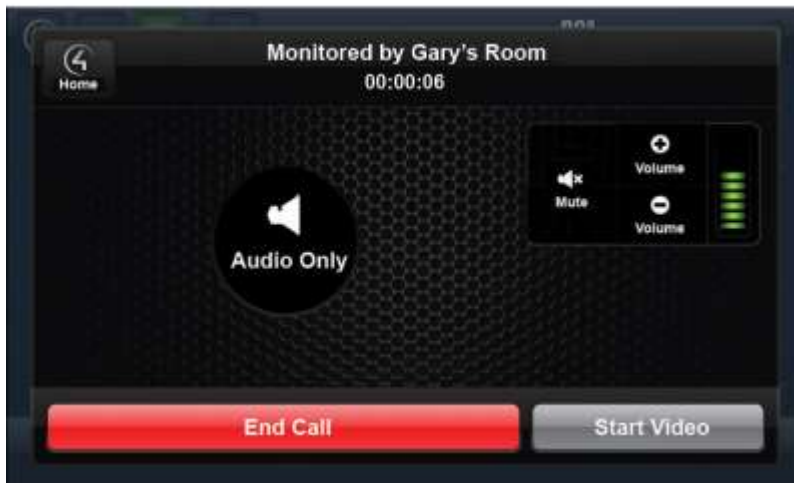 Monitored by Gary's Room
Home
00:00:06
Volume
Mute
Volume
Audio Only
End Call
Start Video